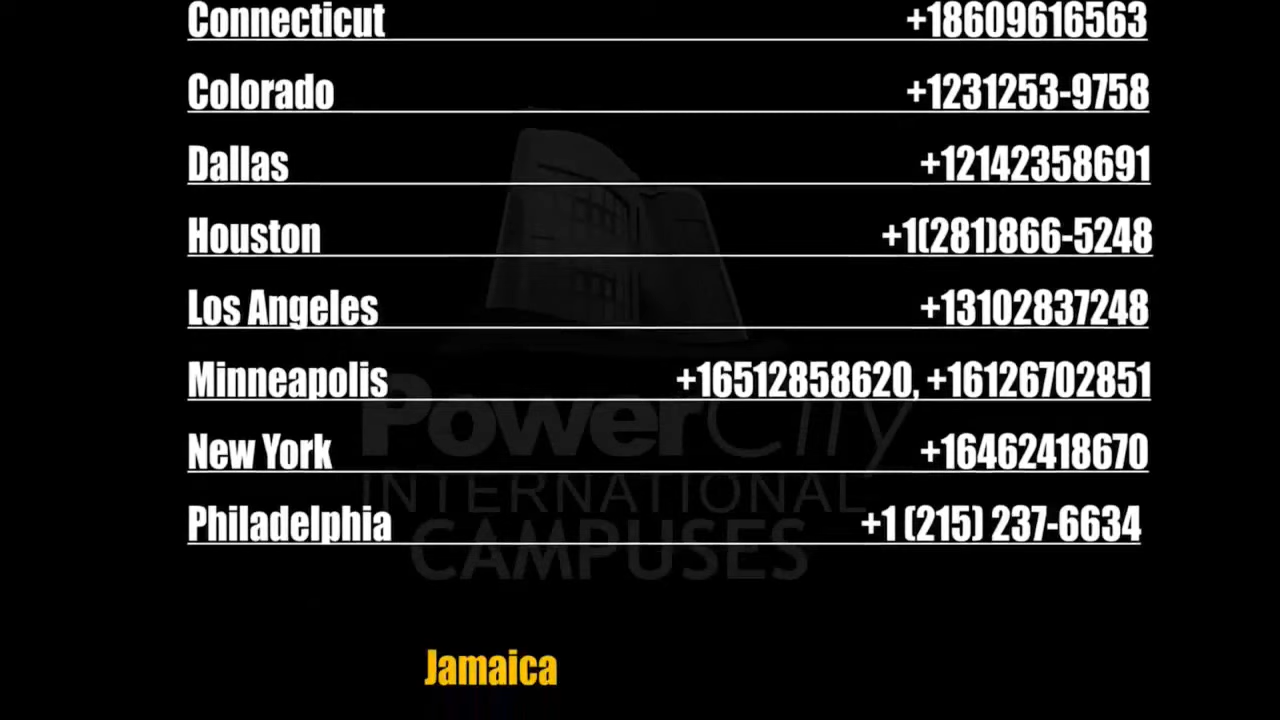 Connecticut +18609616563
Colorado +1231253-9758
Dallas +12142358691
Houston +1(281)866-5248
Los Angeles +13102837248
Minneapolis +16512858620, +16126702851
New York +16462418670
Philadelphia +1 (215) 237-6634
PowerCity
INTERNATIONAL
CAMPUSES
Jamaica